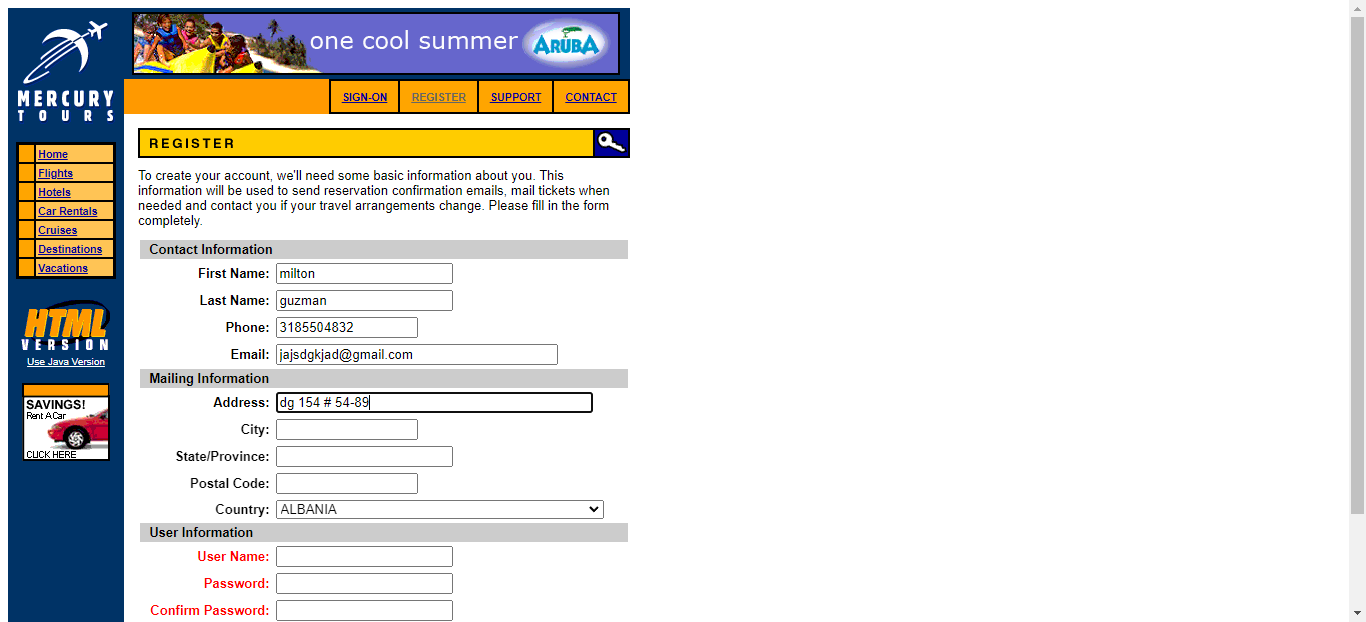 one cool summer ARUBA
MERCURY
TOURS
SIGN-ON REGISTER SUPPORT CONTACT
REGISTER
Home
Flights
Hotels
Car Rentals
Cruises
Destinations
Vacations
HTML
VERSION
Use Java Version
SAVINGS!
Rent A Car
CLICK HERE
To create your account, we'll need some basic information about you. This
information will be used to send reservation confirmation emails, mail tickets when
needed and contact you if your travel arrangements change. Please fill in the form
completely.
Contact Information
First Name: milton
Last Name: guzman
Phone: 3185504832
Email: jajsdgkjad@gmail.com
Mailing Information
Address: dg 154 # 54-89
City:
State/Province:
Postal Code:
Country: ALBANIA
User Information
User Name:
Password:
Confirm Password: